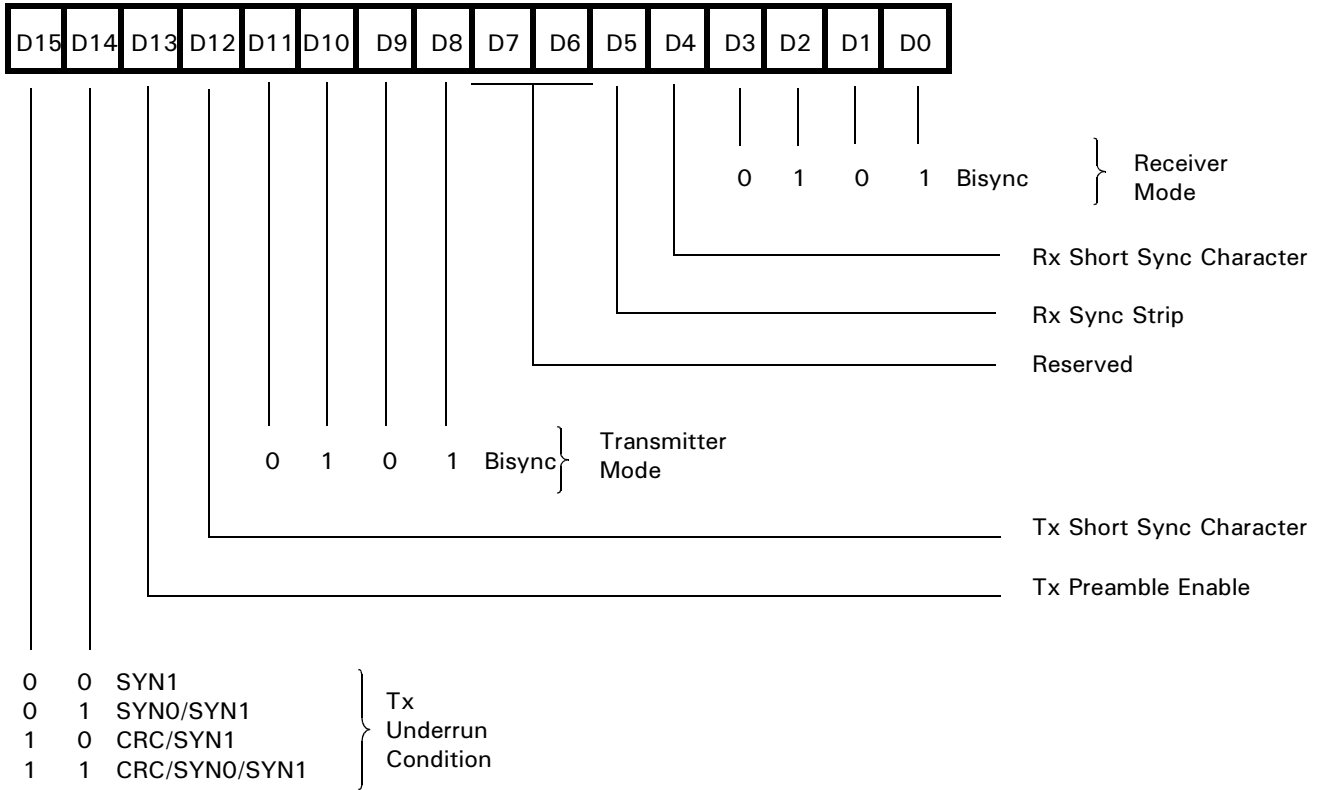 D15 D14 D13 D12 D11 D10 D9 D8 D7 D6 D5 D4 D3 D2 D1 D0
0 1 0 1 Bisync
Receiver
Mode
Rx Short Sync Character
Rx Sync Strip
Reserved
0 1 0 1 Bisync
Transmitter
Mode
Tx Short Sync Character
Tx Preamble Enable
0 0 SYN1
0 1 SYN0/SYN1
1 0 CRC/SYN1
1 1 CRC/SYN0/SYN1
Tx
Underrun
Condition